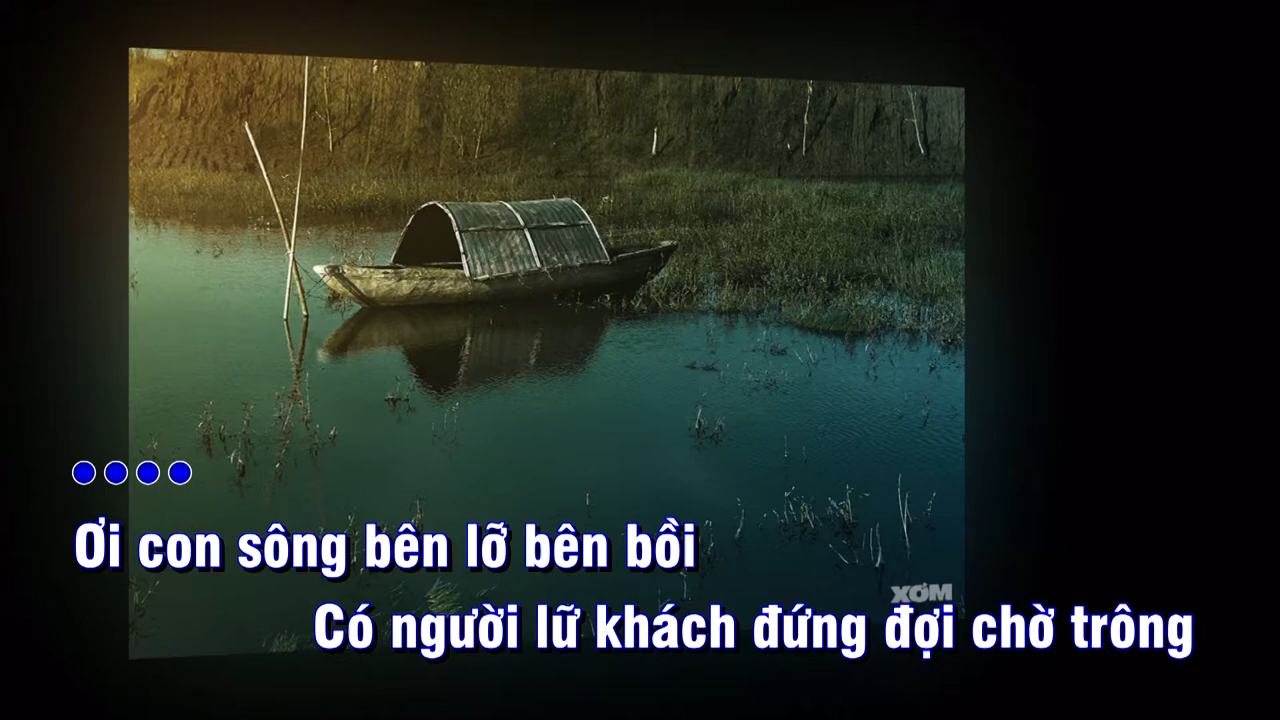 Ơi con sông bên lỡ bên bồi
XÓM
Có người lữ khách đứng đợi chờ trông